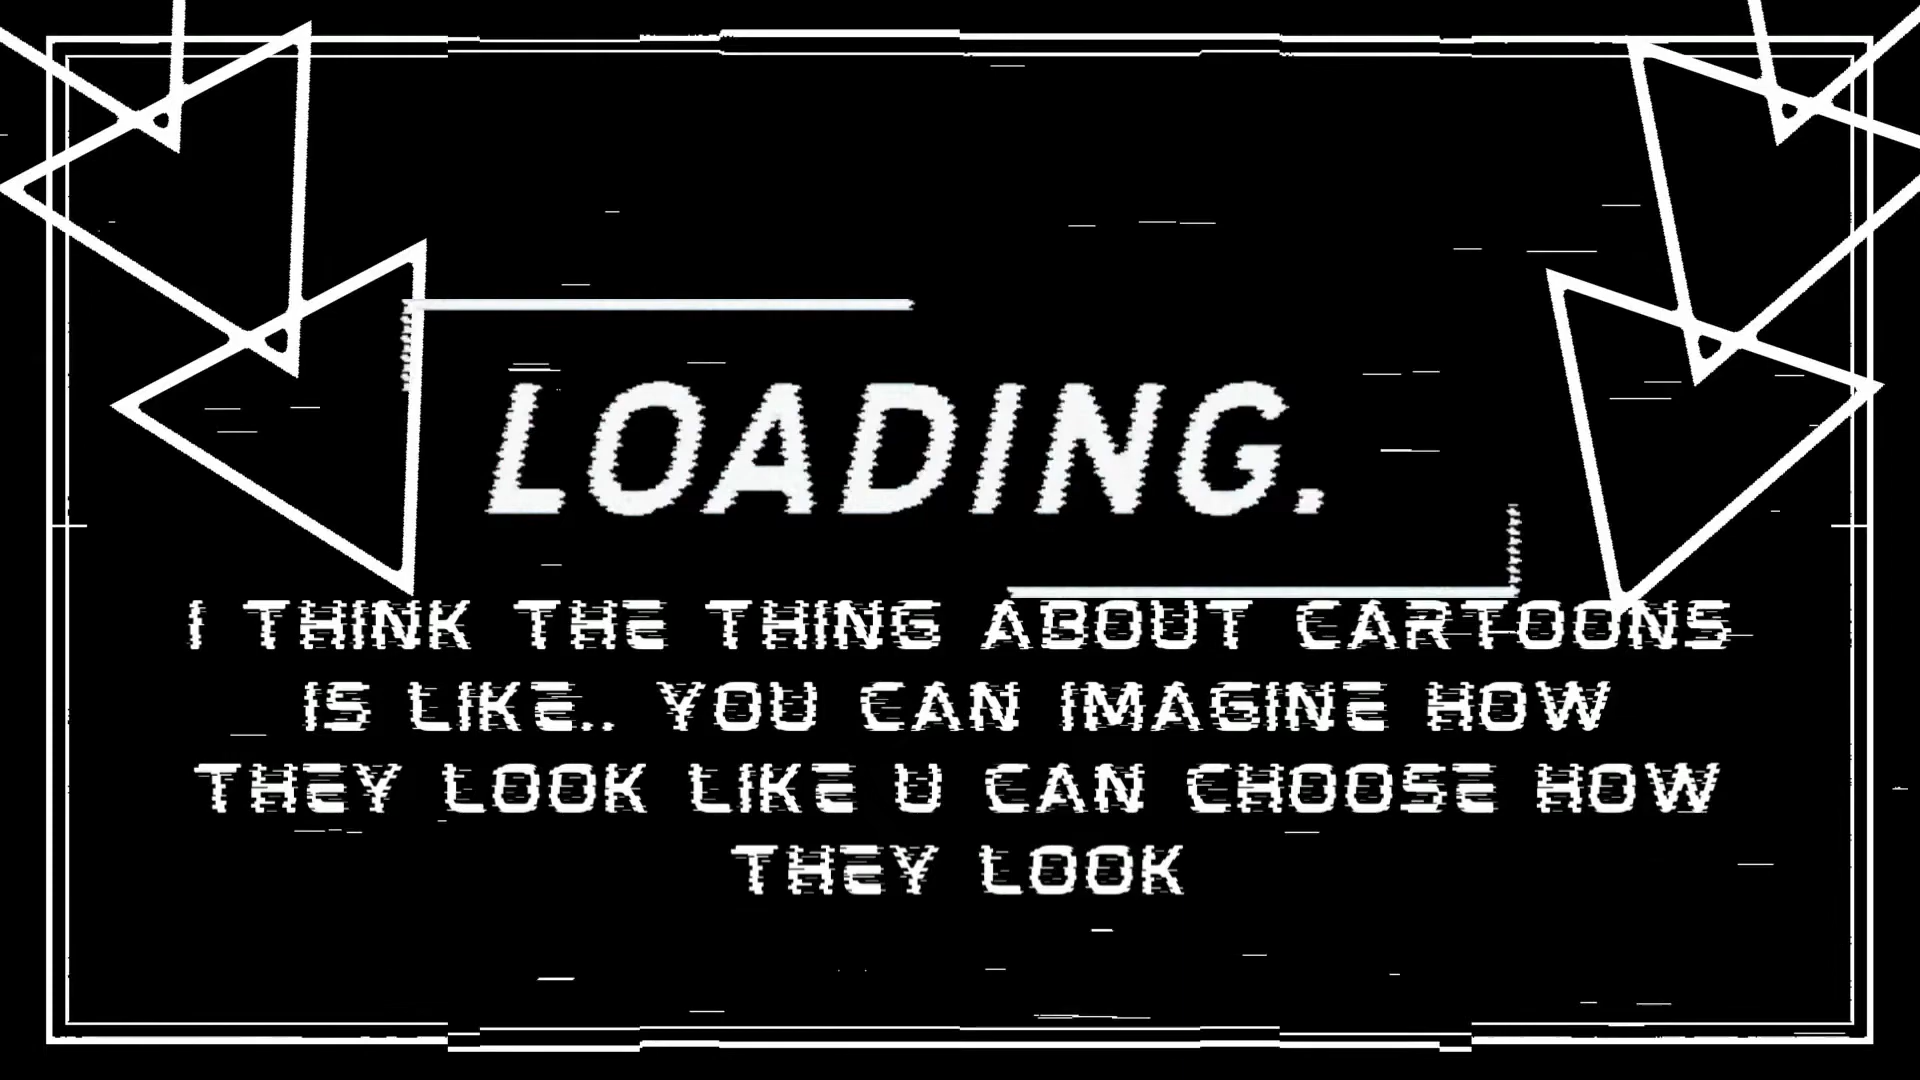 LOADING.
I THINK THE THING ABOUT CARTOONS
IS LIKE.. YOU CAN IMAGINE HOW
THEY LOOK LIKE U CAN CHOOSE HOW
THEY LOOK